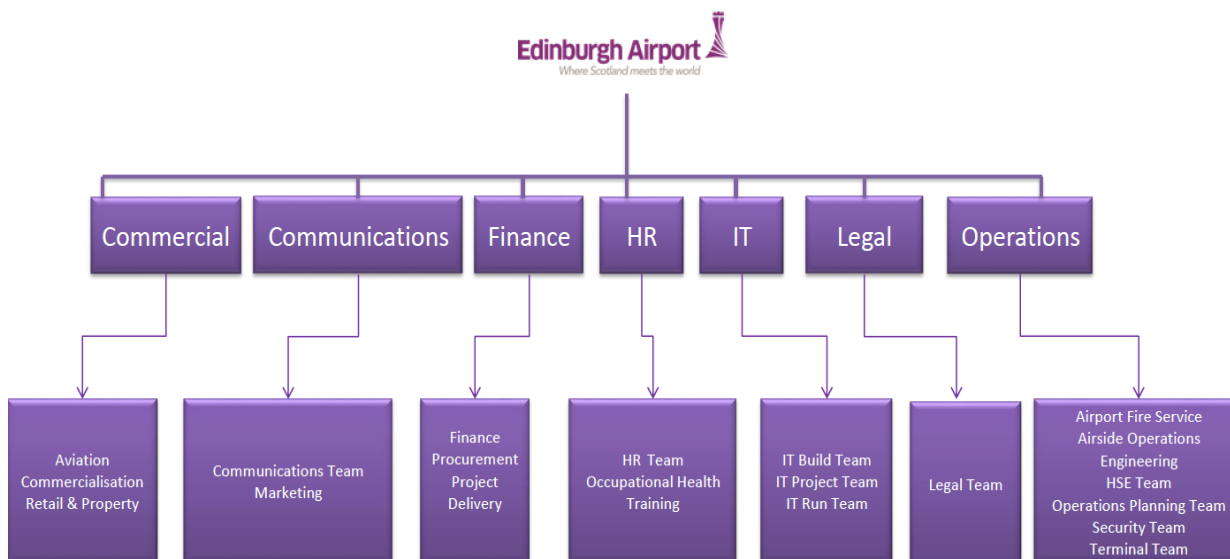 Edinburgh Airport
Where Scotland meets the world
Commercial
Communications
Finance
HR
IT
Legal
Operations
Aviation
Commercialisation
Retail & Property
Communications Team
Marketing
Finance
Procurement
Project
Delivery
HR Team
Occupational Health
Training
IT Build Team
IT Project Team
IT Run Team
Legal Team
Airport Fire Service
Airside Operations
Engineering
HSE Team
Operations Planning Team
Security Team
Terminal Team